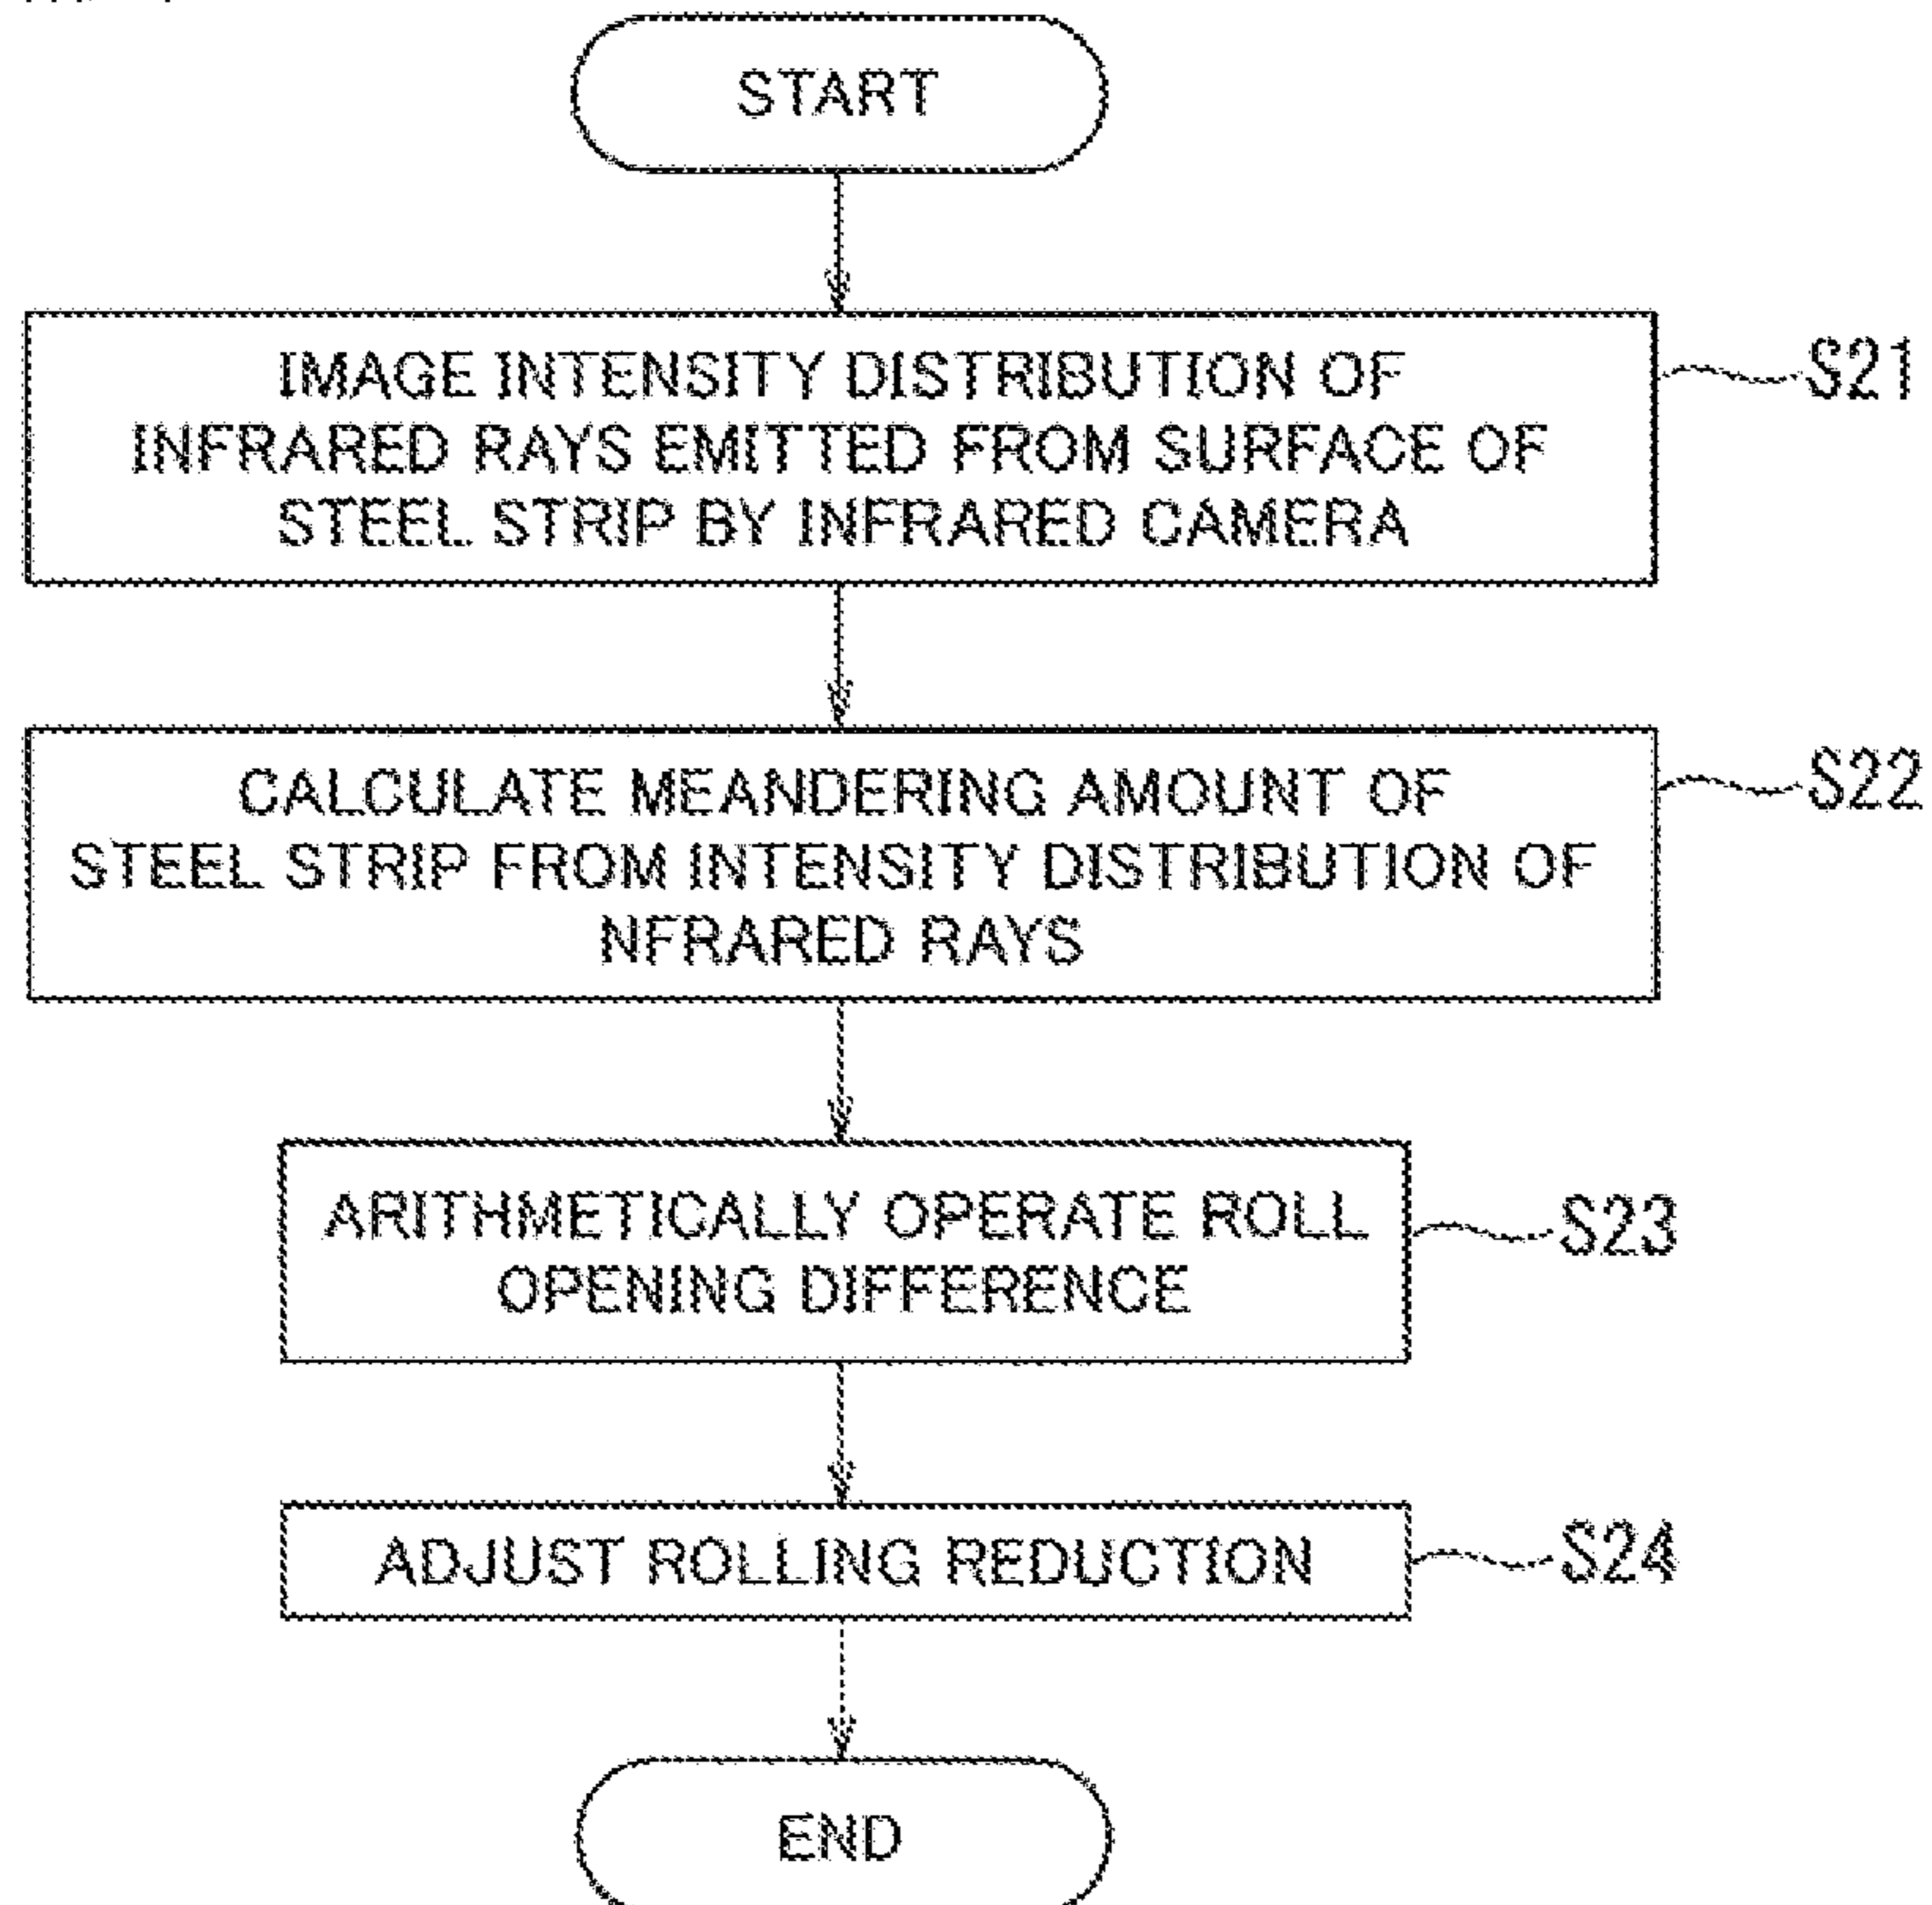 START
IMAGE INTENSITY DISTRIBUTION OF
INFRARED RAYS EMITTED FROM SURFACE OF
STEEL STRIP BY INFRARED CAMERA
S21
CALCULATE MEANDERING AMOUNT OF
STEEL STRIP FROM INTENSITY DISTRIBUTION OF
NFRARED RAYS
S22
ARITHMETICALLY OPERATE ROLL
OPENING DIFFERENCE
S23
ADJUST ROLLING REDUCTION
S24
END